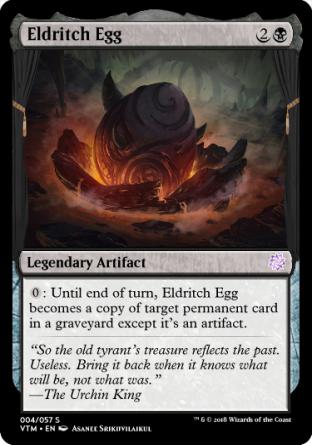 Eldritch Egg 2
Legendary Artifact
0: Until end of turn, Eldritch Egg
becomes a copy of target permanent card
in a graveyard except it's an artifact.
"So the old tyrant's treasure reflects the past.
Useless. Bring it back when it knows what
will be, not what was."
—The Urchin King
004/057 S
VTM • EN Asanee Srikijvilaikul
™ & © 2018 Wizards of the Coast